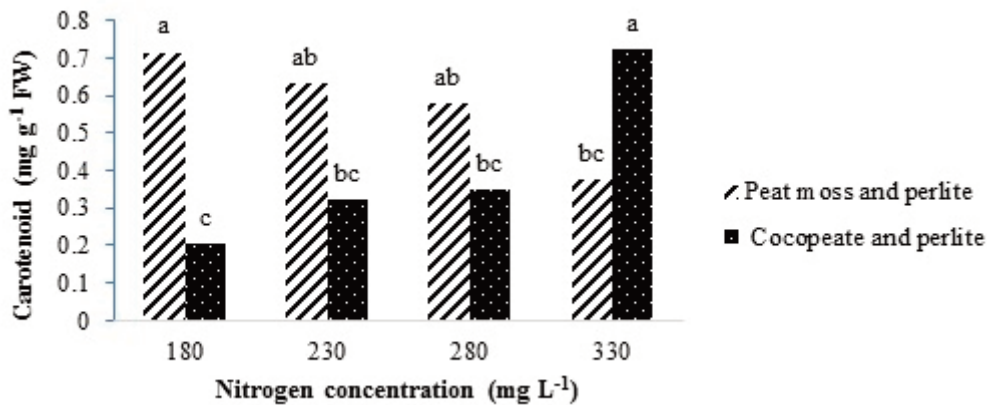 Carotenoid (mg g-1 FW)
0.8
0.7
0.6
0.5
0.4
0.3
0.2
0.1
0
a
c
ab
bc
ab
bc
bc
a
180 230 280 330
Nitrogen concentration (mg L-1)
Peat moss and perlite
Cocopeate and perlite